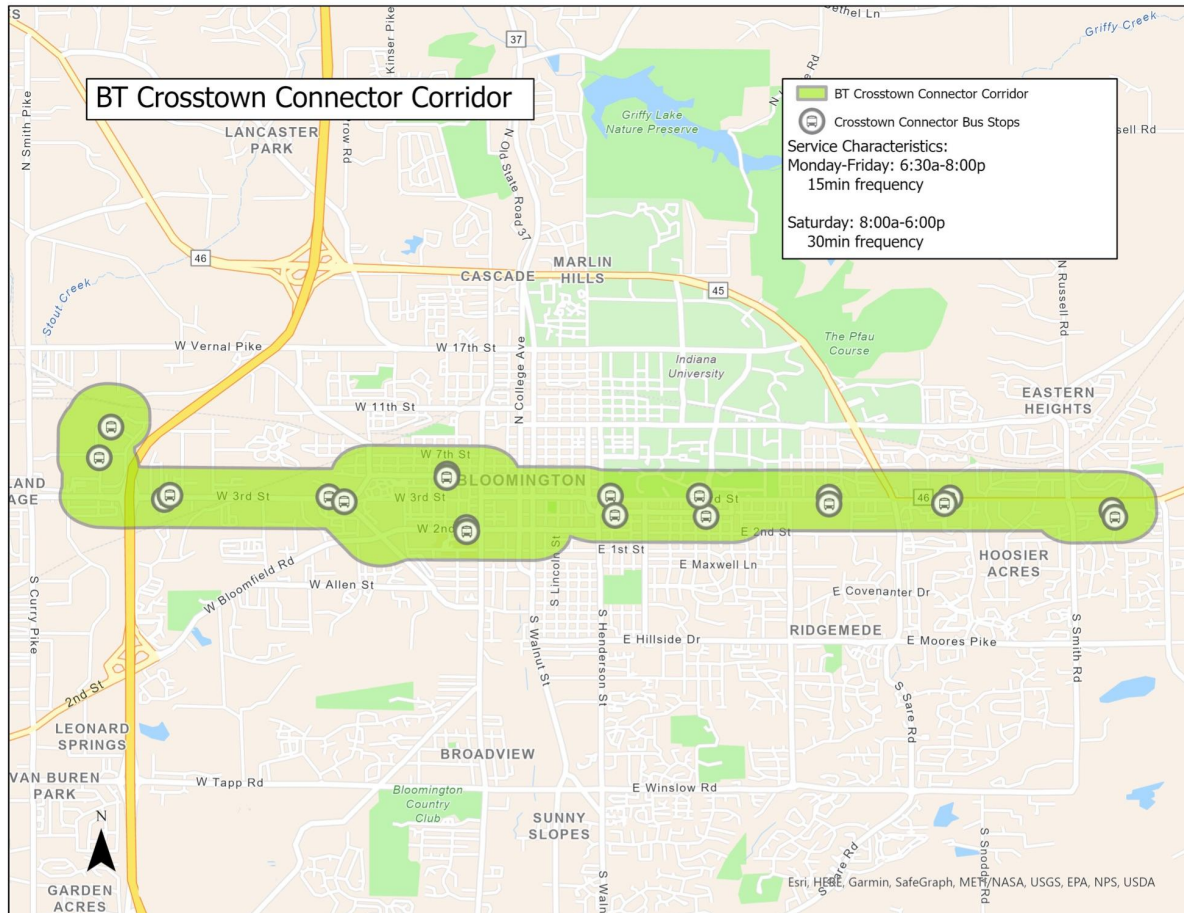 BT Crosstown Connector Corridor
BT Crosstown Connector Corridor
Crosstown Connector Bus Stops
Service Characteristics:
Monday-Friday: 6:30a-8:00p
15min frequency
Saturday: 8:00a-6:00p
30min frequency
S
37
Kinser Pike
Griffy Creek
N Smith Pike
LANCASTER
PARK
Griffy Lake
Nature Preserve
N Old State Road 37
46
CASCADE
MARLIN
HILLS
45
N Russell Rd
Stout Creek
W Vernal Pike
W 17th St
N College Ave
The Pfau
Course
Indiana
University
EASTERN
HEIGHTS
W 11th St
W 7th St
BLOOMINGTON
W 3rd St
W 3rd St
46
W 2nd
E 2nd St
S Lincoln St
E 1st St
HOOSIER
ACRES
W Bloomfield Rd
W Allen St
E Maxwell Ln
E Covenanter Dr
S Curry Pike
S Walnut St
S Henderson St
E Hillside Dr
RIDGEMEDE
E Moores Pike
S Smith Rd
2nd St
S Sare Rd
LEONARD
SPRINGS
BROADVIEW
VAN BUREN
PARK
W Tapp Rd
Bloomington
Country
Club
E Winslow Rd
SUNNY
SLOPES
N
GARDEN
ACRES
Esri, HERE, Garmin, SafeGraph, METI/NASA, USGS, EPA, NPS, USDA